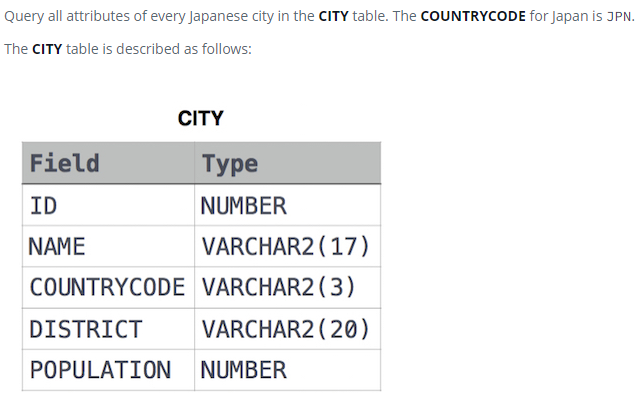 Query all attributes of every Japanese city in the CITY table. The COUNTRYCODE for Japan is JPN.
The CITY table is described as follows:
CITY
Field Type
ID NUMBER
NAME VARCHAR2(17)
COUNTRYCODE VARCHAR2(3)
DISTRICT VARCHAR2(20)
POPULATION NUMBER